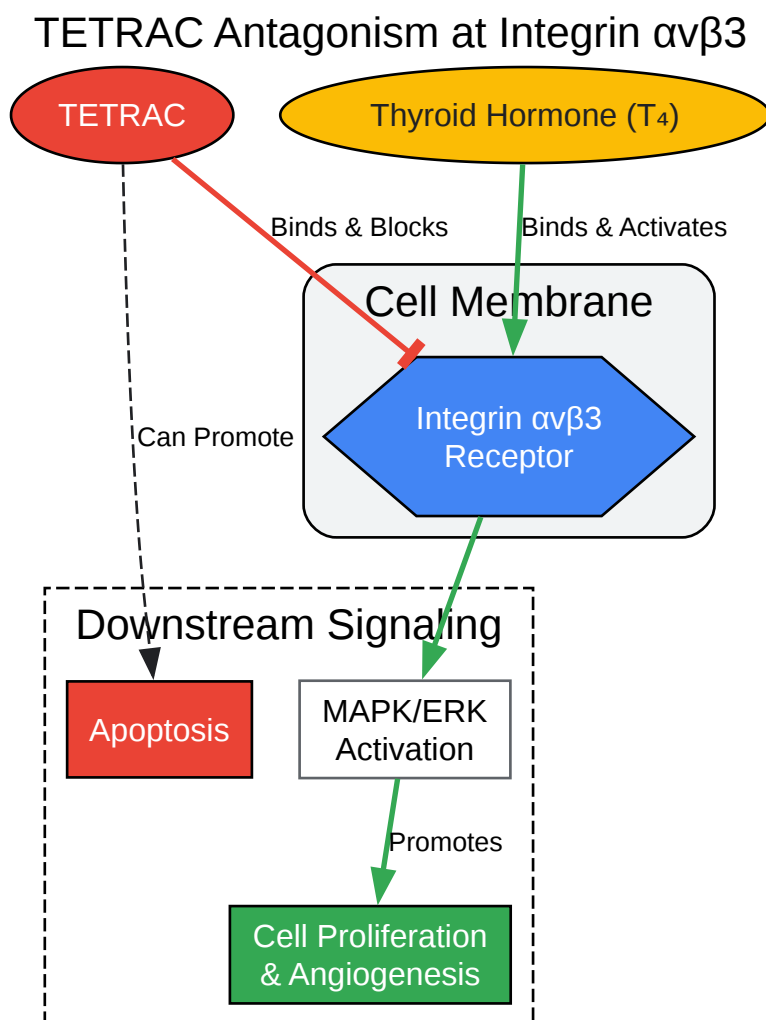 TETRAC Antagonism at Integrin αvβ3
TETRAC
Thyroid Hormone (T₄)
Binds & Blocks
Binds & Activates
Cell Membrane
Integrin αvβ3
Receptor
Can Promote
Downstream Signaling
Apoptosis
MAPK/ERK
Activation
Promotes
Cell Proliferation
& Angiogenesis